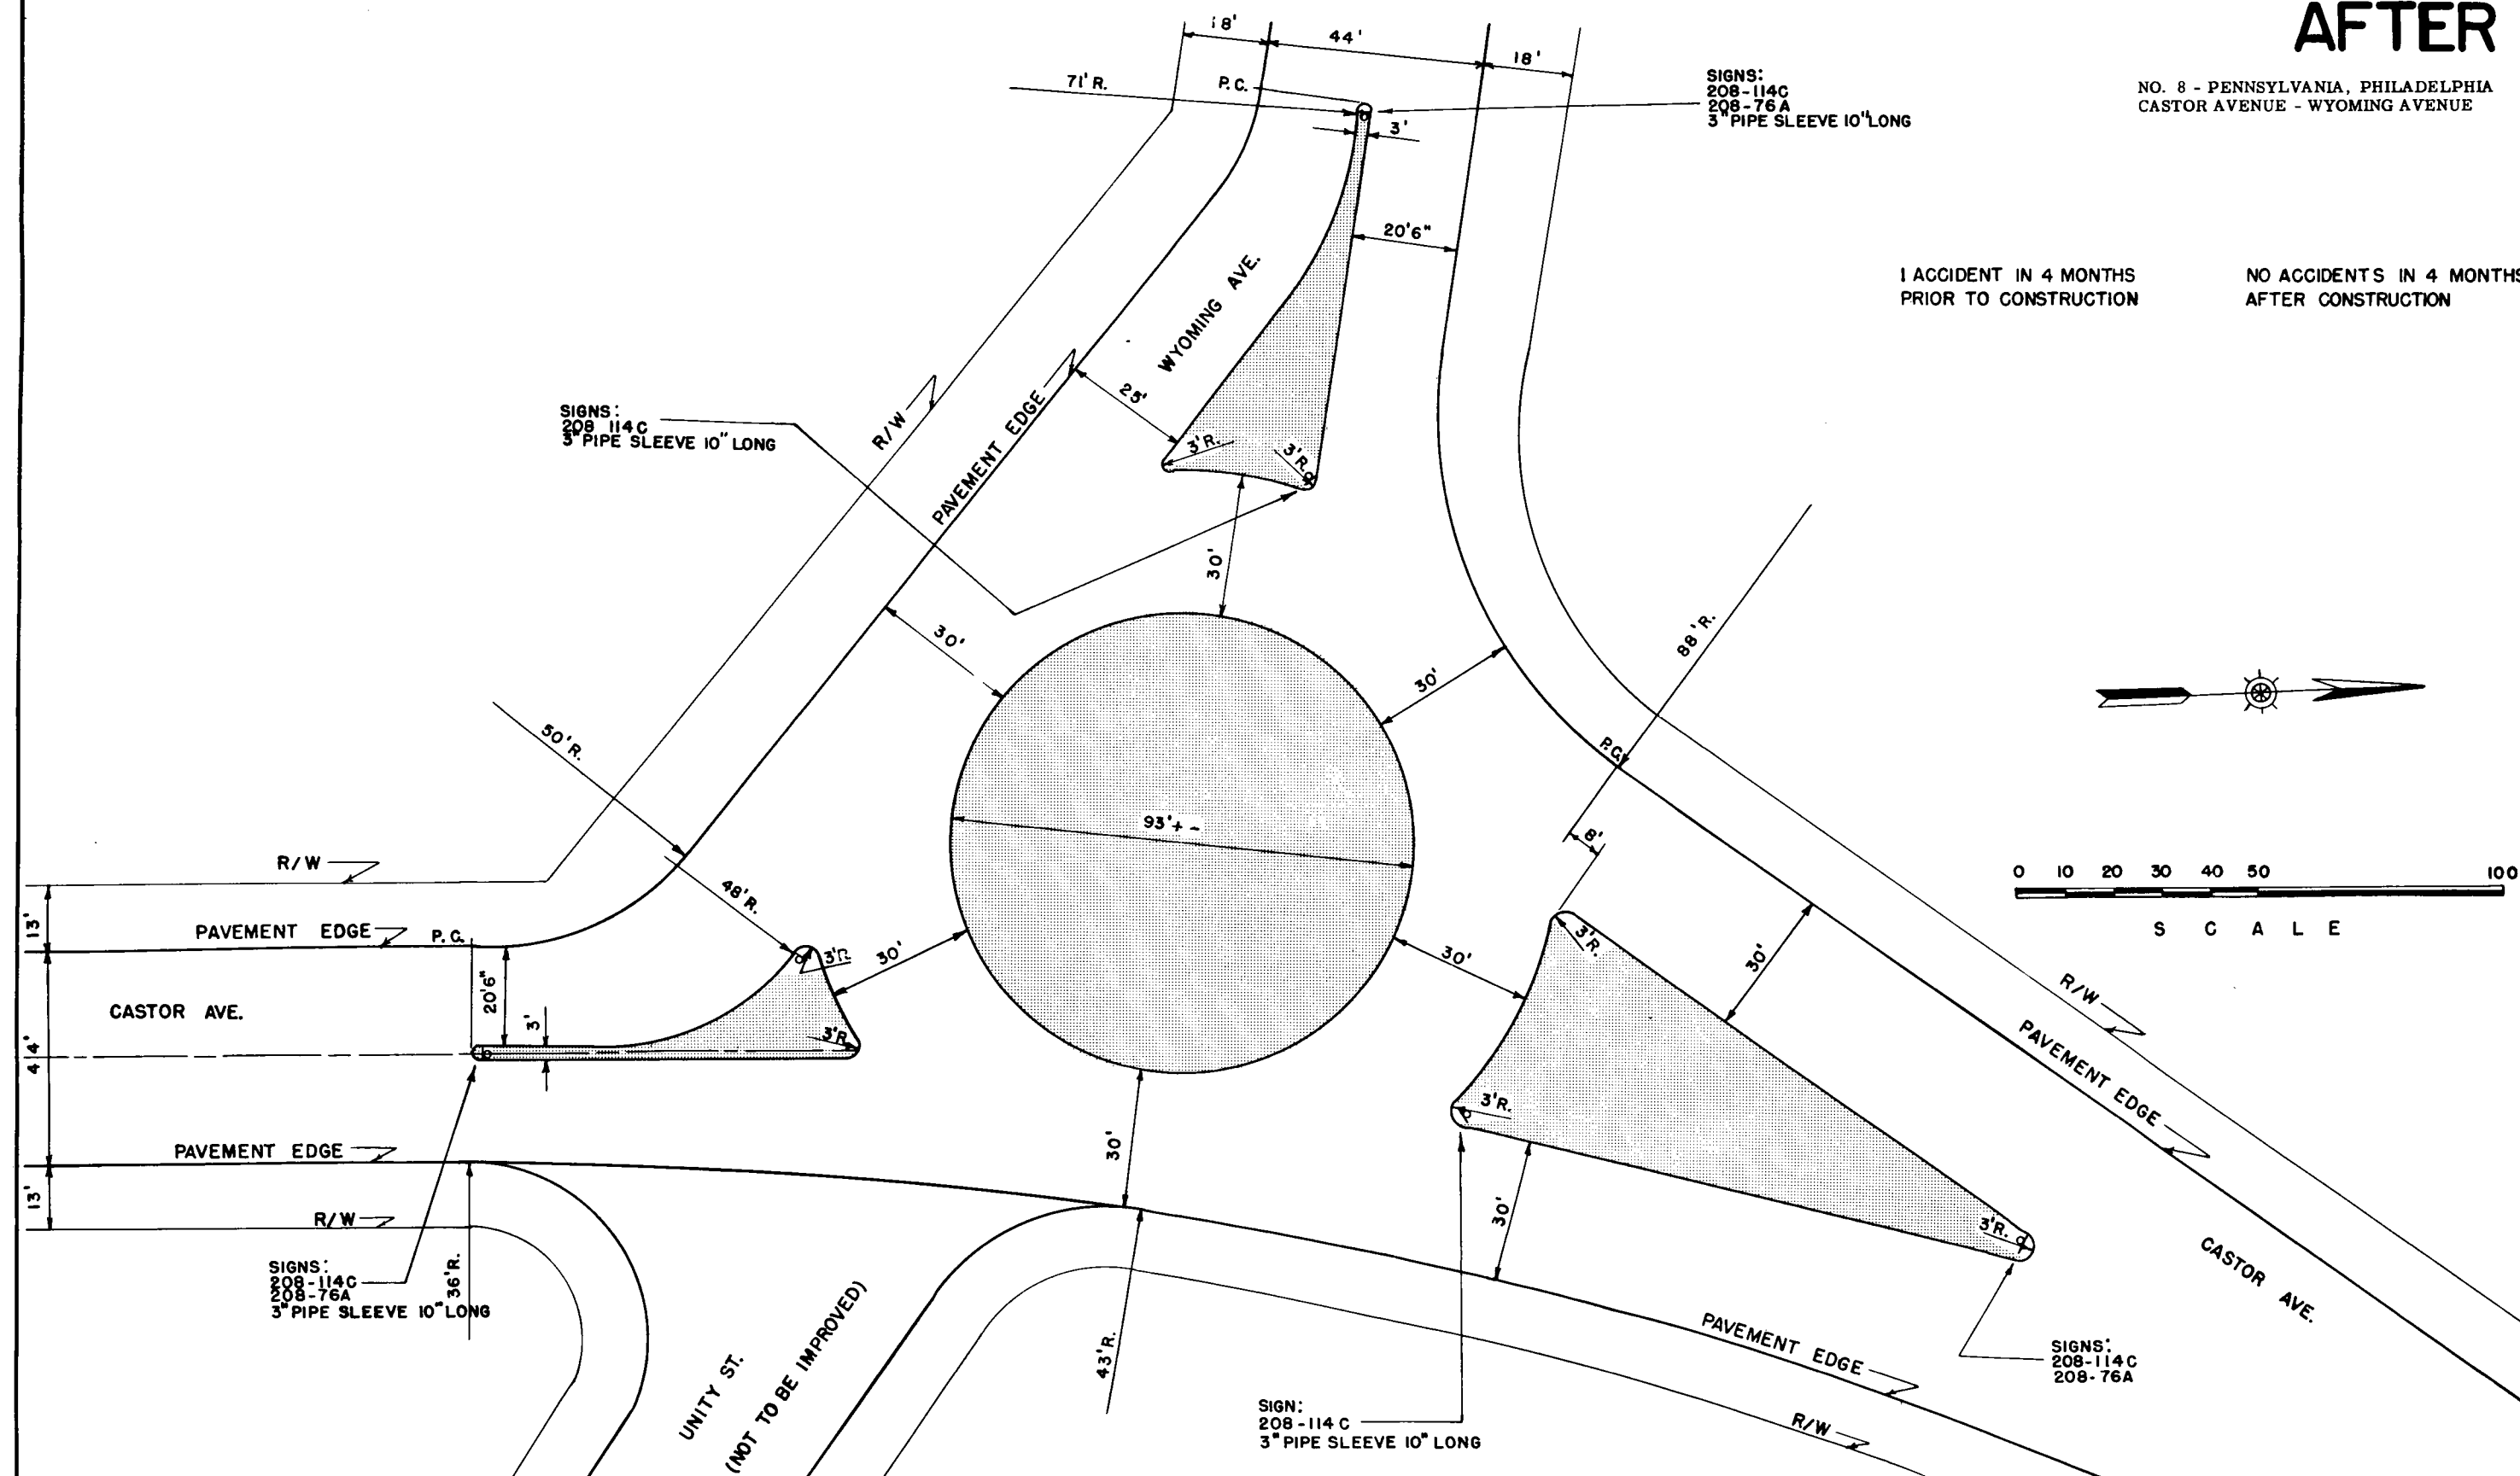 AFTER
NO. 8 - PENNSYLVANIA, PHILADELPHIA
CASTOR AVENUE - WYOMING AVENUE
18'
44'
18'
71' R.
P.C.
3'
SIGNS:
208-114C
208-76A
3" PIPE SLEEVE 10" LONG
20'6"
1 ACCIDENT IN 4 MONTHS
PRIOR TO CONSTRUCTION
NO ACCIDENTS IN 4 MONTHS
AFTER CONSTRUCTION
WYOMING AVE.
25'
SIGNS:
208 114C
3" PIPE SLEEVE 10" LONG
R/W
PAVEMENT EDGE
3'R.
3'R.
30'
30'
30'
88'R.
P.C.
50'R.
93'+-
8'
R/W
48'R.
13'
PAVEMENT EDGE
P.C.
3'R
30'
30'
3'R.
30'
0 10 20 30 40 50 100
SCALE
20'6"
3'
CASTOR AVE.
3'R
44'
R/W
PAVEMENT EDGE
3'R.
PAVEMENT EDGE
30'
30'
13'
R/W
3'R.
CASTOR AVE.
SIGNS:
208-114C
208-76A
3" PIPE SLEEVE 10" LONG
36'R.
43'R.
UNITY ST.
(NOT TO BE IMPROVED)
PAVEMENT EDGE
SIGNS:
208-114C
208-76A
SIGN:
208-114C
3" PIPE SLEEVE 10" LONG
R/W